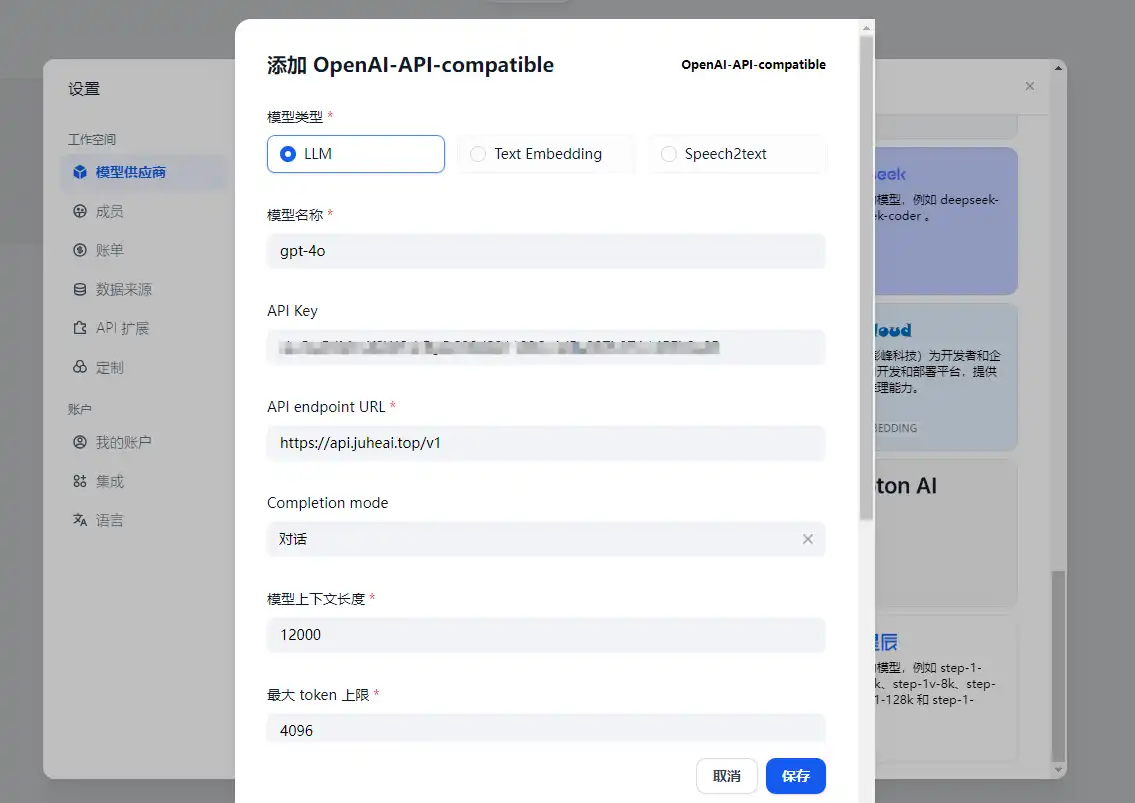 设置
工作空间
模型供应商
成员
账单
数据来源
API 扩展
定制
账户
我的账户
集成
语言
添加 OpenAI-API-compatible
OpenAI-API-compatible
模型类型 *
LLM
Text Embedding
Speech2text
模型名称 *
gpt-4o
API Key
API endpoint URL *
https://api.juheai.top/v1
Completion mode
对话
模型上下文长度 *
12000
最大 token 上限 *
4096
取消
保存
eek
模型，例如 deepseek-
k-coder 。
loud
科技）为开发者和企
开发和部署平台，提供
理能力。
EDDING
ton AI
星辰
模型，例如 step-1-
k、step-1v-8k、step-
1-128k 和 step-1-